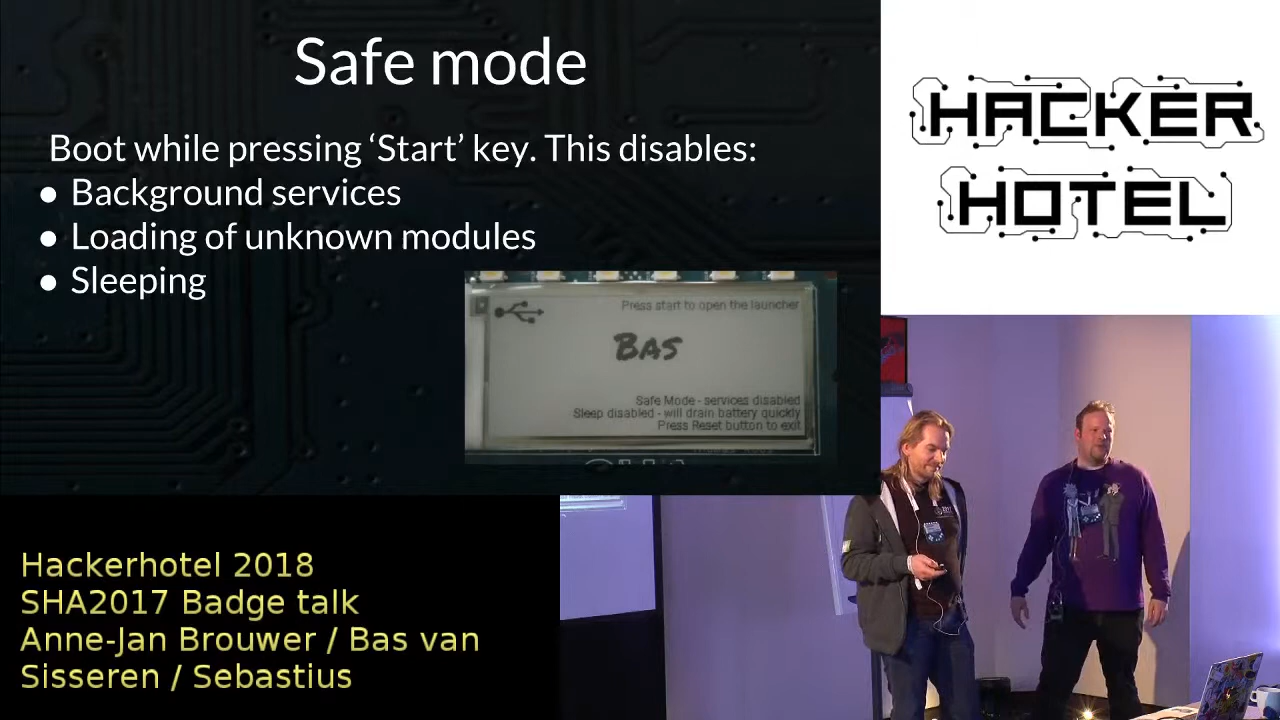 Safe mode
Boot while pressing ‘Start’ key. This disables:
● Background services
● Loading of unknown modules
● Sleeping
Press start to open the launcher
BAS
Safe Mode - services disabled
Sleep disabled - will drain battery quickly
Press Reset button to exit
HACKER
HOTEL
Hackerhotel 2018
SHA2017 Badge talk
Anne-Jan Brouwer / Bas van
Sisseren / Sebastius